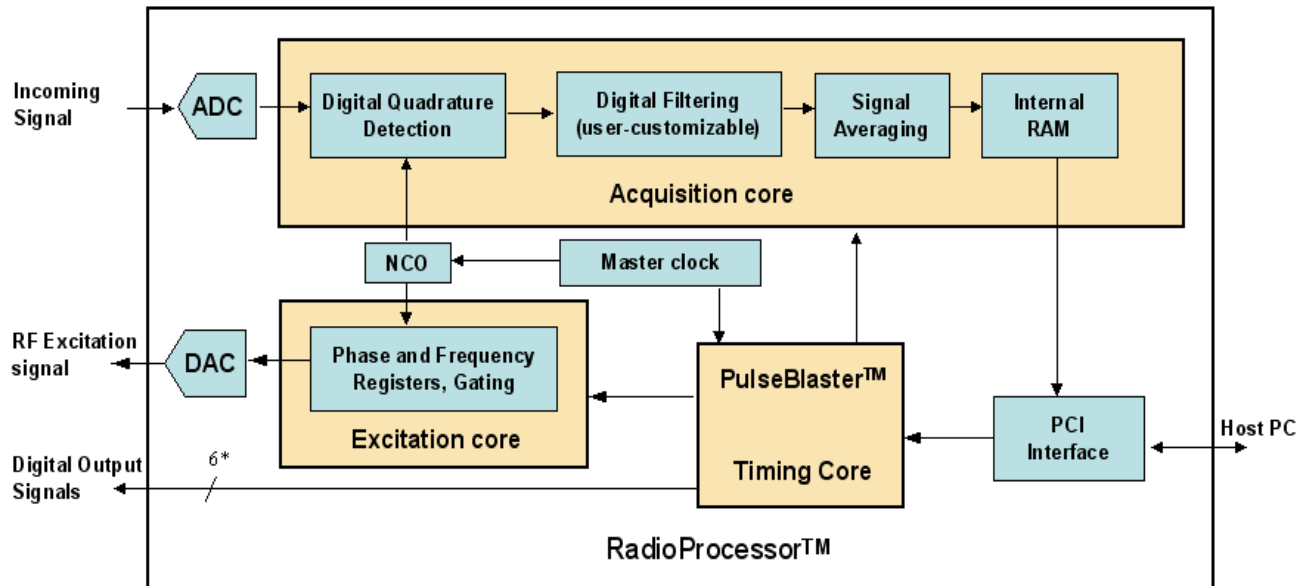 Incoming
Signal
ADC
Digital Quadrature
Detection
Digital Filtering
(user-customizable)
Signal
Averaging
Internal
RAM
Acquisition core
NCO
Master clock
RF Excitation
signal
DAC
Phase and Frequency
Registers, Gating
Excitation core
PulseBlaster™
Timing Core
PCI
Interface
Host PC
Digital Output
Signals
6*
RadioProcessor™